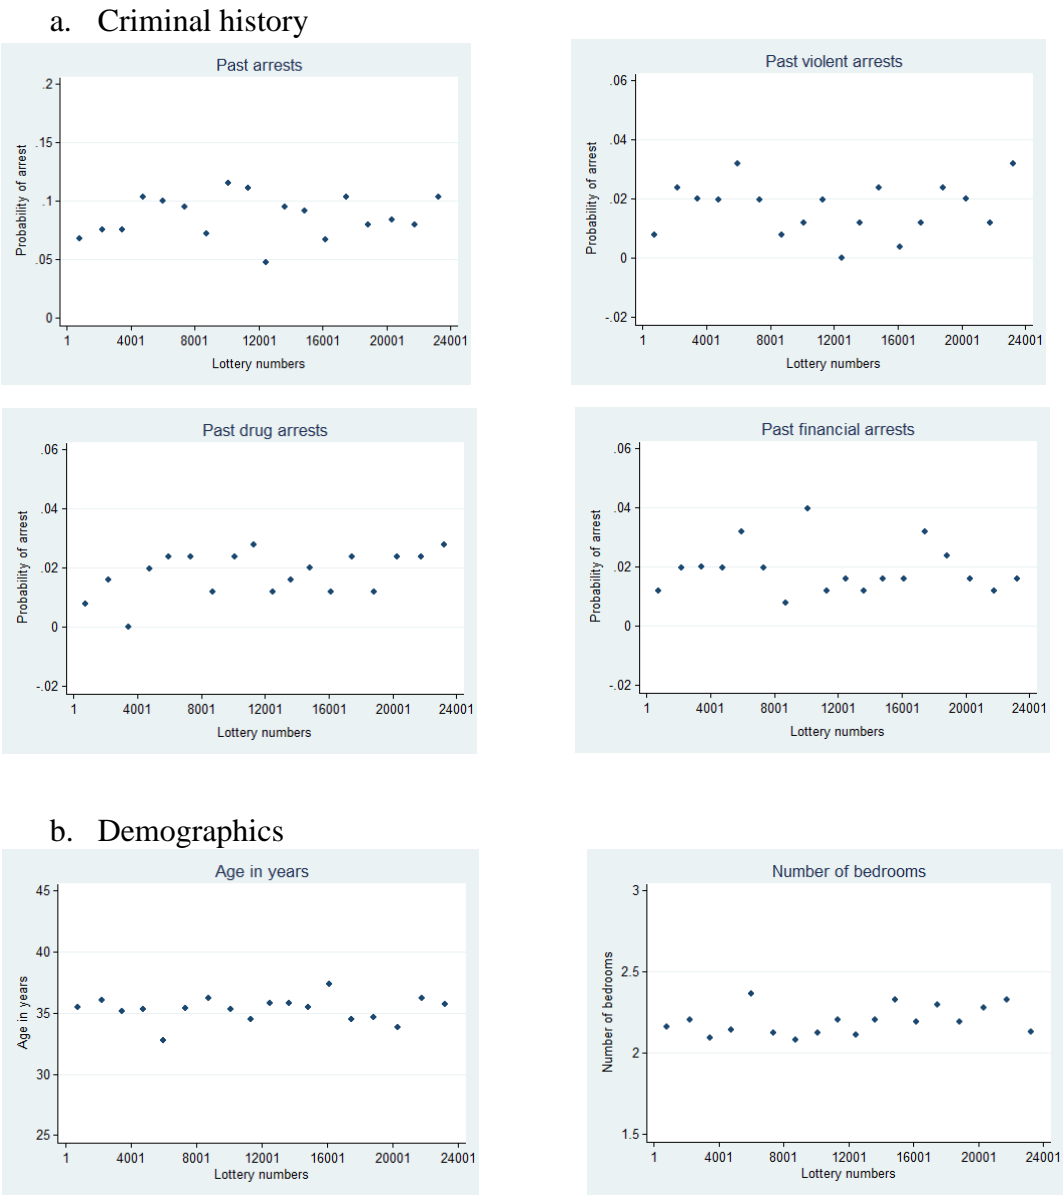 a. Criminal history
Past arrests
Probability of arrest
.2
.15
.1
.05
0
1 4001 8001 12001 16001 20001 24001
Lottery numbers
Past violent arrests
Probability of arrest
.06
.04
.02
0
-.02
1 4001 8001 12001 16001 20001 24001
Lottery numbers
Past drug arrests
Probability of arrest
.06
.04
.02
0
-.02
1 4001 8001 12001 16001 20001 24001
Lottery numbers
Past financial arrests
Probability of arrest
.06
.04
.02
0
-.02
1 4001 8001 12001 16001 20001 24001
Lottery numbers
b. Demographics
Age in years
Age in years
45
40
35
30
25
1 4001 8001 12001 16001 20001 24001
Lottery numbers
Number of bedrooms
Number of bedrooms
3
2.5
2
1.5
1 4001 8001 12001 16001 20001 24001
Lottery numbers